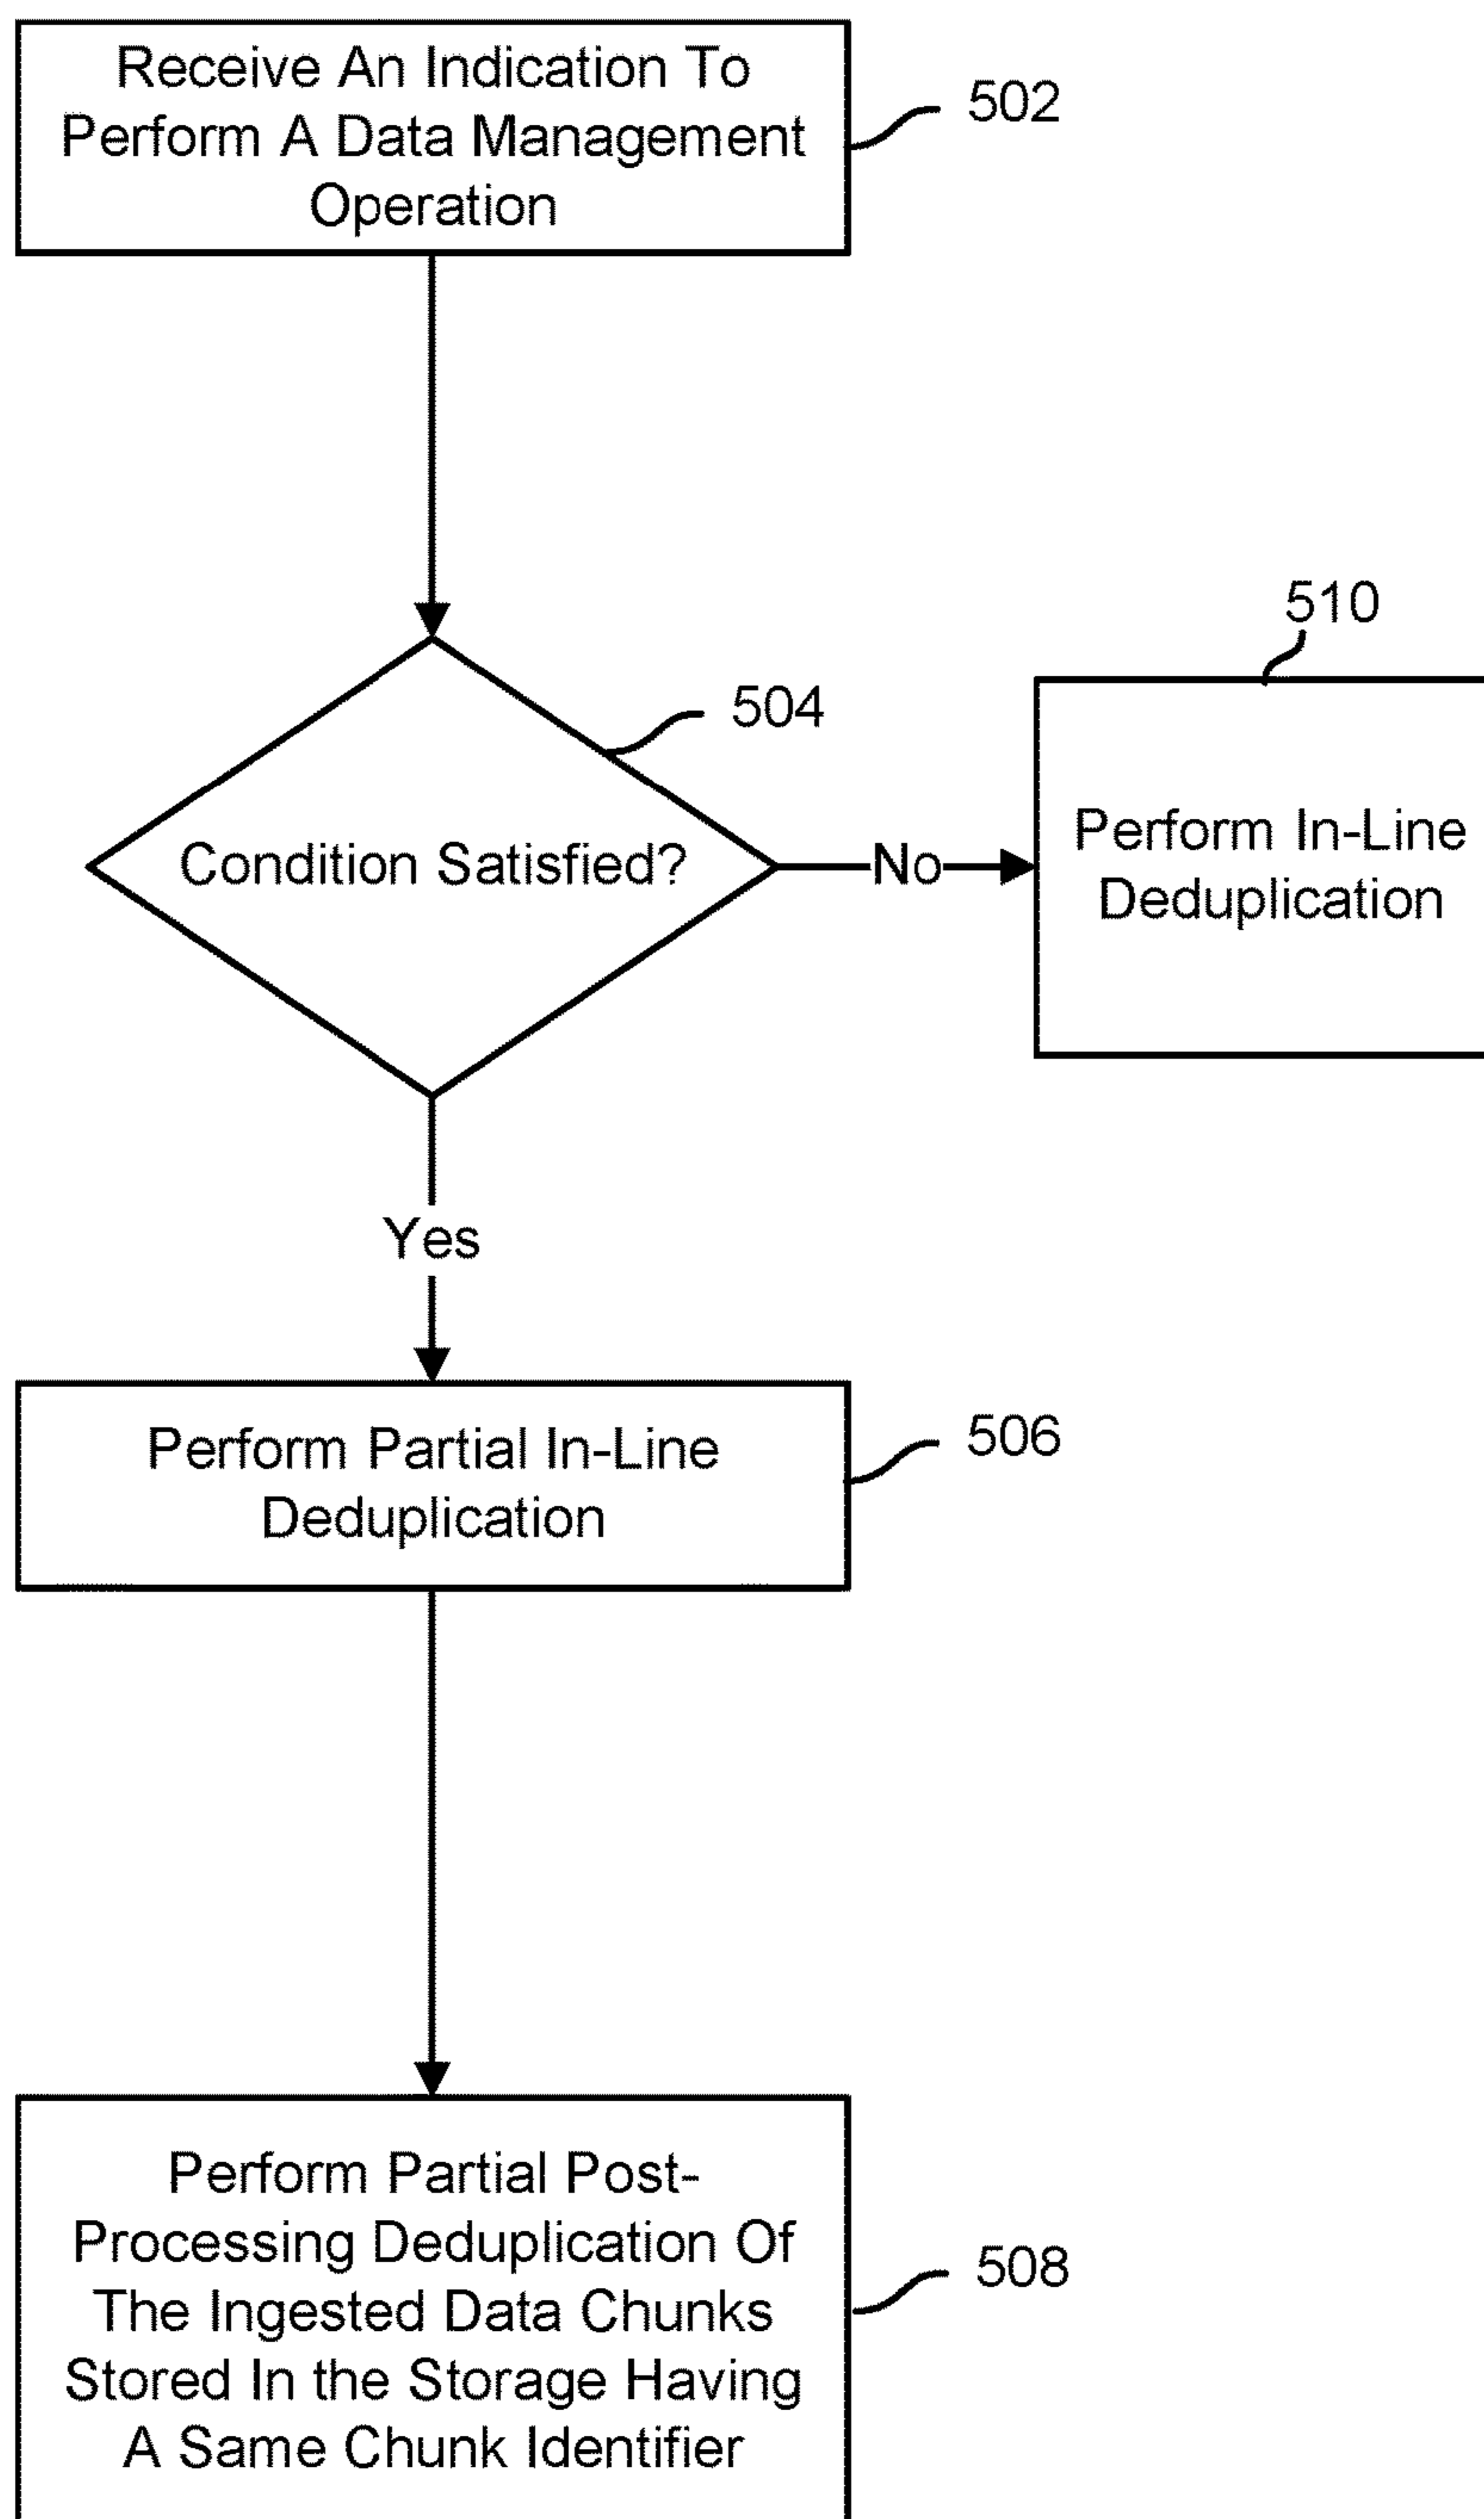 Receive An Indication To
Perform A Data Management
Operation
502
510
504
Condition Satisfied?
No
Perform In-Line
Deduplication
Yes
Perform Partial In-Line
Deduplication
506
Perform Partial Post-
Processing Deduplication Of
The Ingested Data Chunks
Stored In the Storage Having
A Same Chunk Identifier
508